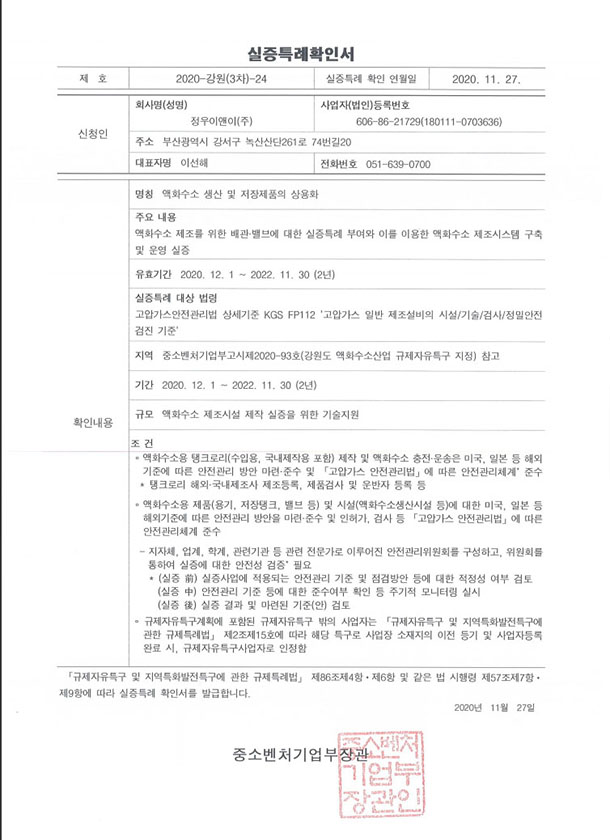 실증특례확인서
제 호 2020-강원(3차)-24 실증특례 확인 연월일 2020. 11. 27.
신청인
회사명(성명) 사업자(법인)등록번호
정우이앤이(주) 606-86-21729(180111-0703636)
주소 부산광역시 강서구 녹산산단261로 74번길20
대표자명 이선해 전화번호 051-639-0700
확인내용
명칭 액화수소 생산 및 저장제품의 상용화
주요 내용
액화수소 제조를 위한 배관·밸브에 대한 실증특례 부여와 이를 이용한 액화수소 제조시스템 구축
및 운영 실증
유효기간 2020. 12. 1 ~ 2022. 11. 30 (2년)
실증특례 대상 법령
고압가스안전관리법 상세기준 KGS FP112 '고압가스 일반 제조설비의 시설/기술/검사/정밀안전
검진 기준'
지역 중소벤처기업부고시제2020-93호(강원도 액화수소산업 규제자유특구 지정) 참고
기간 2020. 12. 1 ~ 2022. 11. 30 (2년)
규모 액화수소 제조시설 제작 실증을 위한 기술지원
조 건
▫ 액화수소용 탱크로리(수입용, 국내제작용 포함) 제작 및 액화수소 충전·운송은 미국, 일본 등 해외
기준에 따른 안전관리 방안 마련·준수 및 「고압가스 안전관리법」에 따른 안전관리체계* 준수
* 탱크로리 해외·국내제조사 제조등록, 제품검사 및 운반자 등록 등
▫ 액화수소용 제품(용기, 저장탱크, 밸브 등) 및 시설(액화수소생산시설 등)에 대한 미국, 일본 등
해외기준에 따른 안전관리 방안을 마련·준수 및 인허가, 검사 등 「고압가스 안전관리법」에 따른
안전관리체계 준수
- 지자체, 업계, 학계, 관련기관 등 관련 전문가로 이루어진 안전관리위원회를 구성하고, 위원회를
통하여 실증에 대한 안전성 검증* 필요
* (실증 前) 실증사업에 적용되는 안전관리 기준 및 점검방안 등에 대한 적정성 여부 검토
(실증 中) 안전관리 기준 등에 대한 준수여부 확인 등 주기적 모니터링 실시
(실증 後) 실증 결과 및 마련된 기준(안) 검토
▫ 규제자유특구계획에 포함된 규제자유특구 밖의 사업자는 「규제자유특구 및 지역특화발전특구에
관한 규제특례법」 제2조제15호에 따라 해당 특구로 사업장 소재지의 이전 등기 및 사업자등록
완료 시, 규제자유특구사업자로 인정함
「규제자유특구 및 지역특화발전특구에 관한 규제특례법」 제86조제4항·제6항 및 같은 법 시행령 제57조제7항·
제9항에 따라 실증특례 확인서를 발급합니다.
2020년 11월 27일
중소벤처기업부장관
중소벤처
기업부
장관인